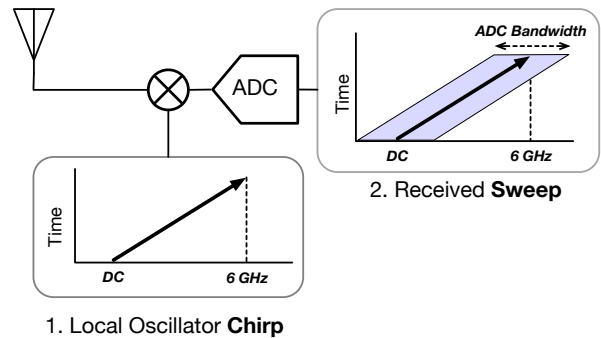 ADC
ADC Bandwidth
Time
DC
6 GHz
2. Received Sweep
Time
DC
6 GHz
1. Local Oscillator Chirp